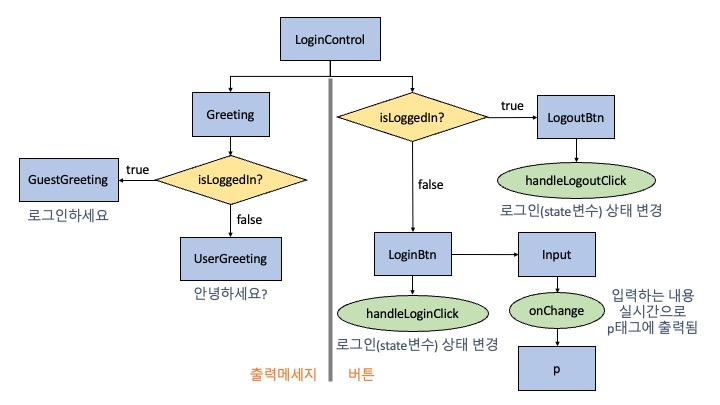 LoginControl
Greeting
isLoggedIn?
true
LogoutBtn
GuestGreeting
true
isLoggedIn?
false
handleLogoutClick
로그인하세요
false
로그인(state변수) 상태 변경
UserGreeting
LoginBtn
Input
안녕하세요?
handleLoginClick
onChange
입력하는 내용
실시간으로
p태그에 출력됨
로그인(state변수) 상태 변경
출력메세지
버튼
p